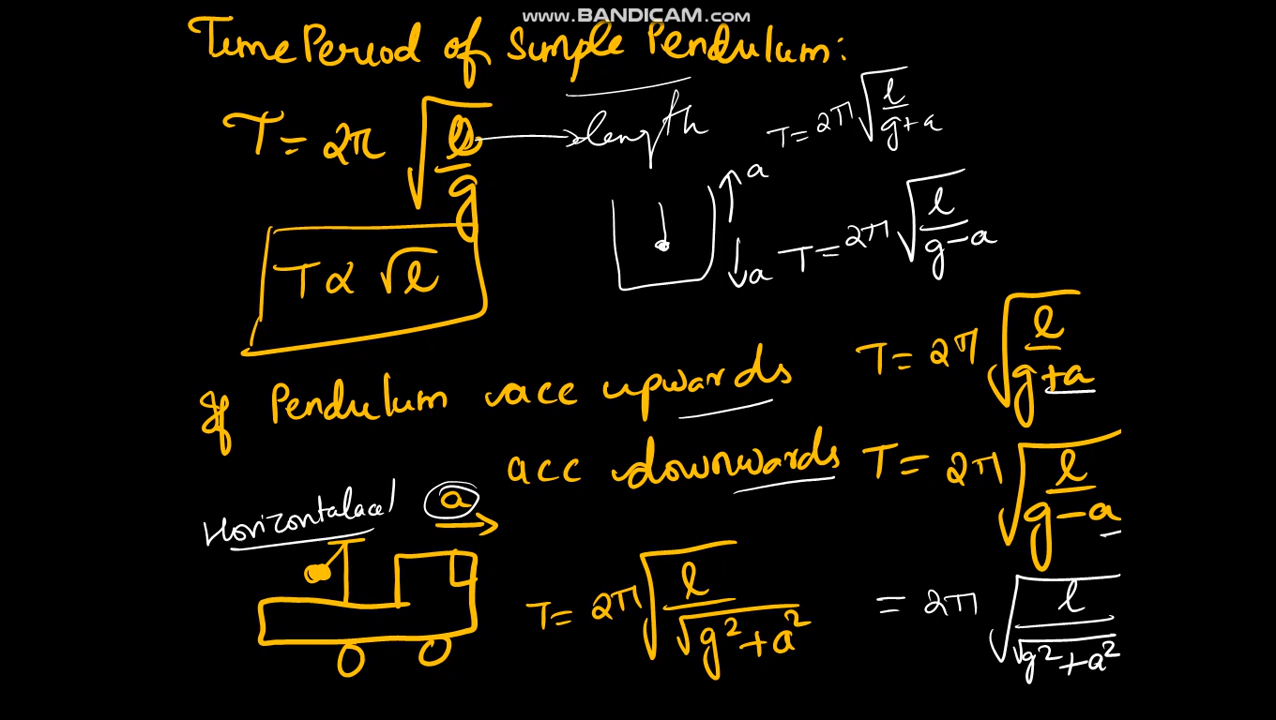 www.BANDICAM.com
Time Period of Simple Pendulum:
T = 2π √(l/g) → length
T = 2π √(l/g+a)
a
T ∝ √l
a T = 2π √(l/g-a)
If Pendulum acc upwards T = 2π √(l/g+a)
acc downwards T = 2π √(l/g-a)
Horizontal acc a
T = 2π √(l/√g²+a²) = 2π √(l/√g²+a²)